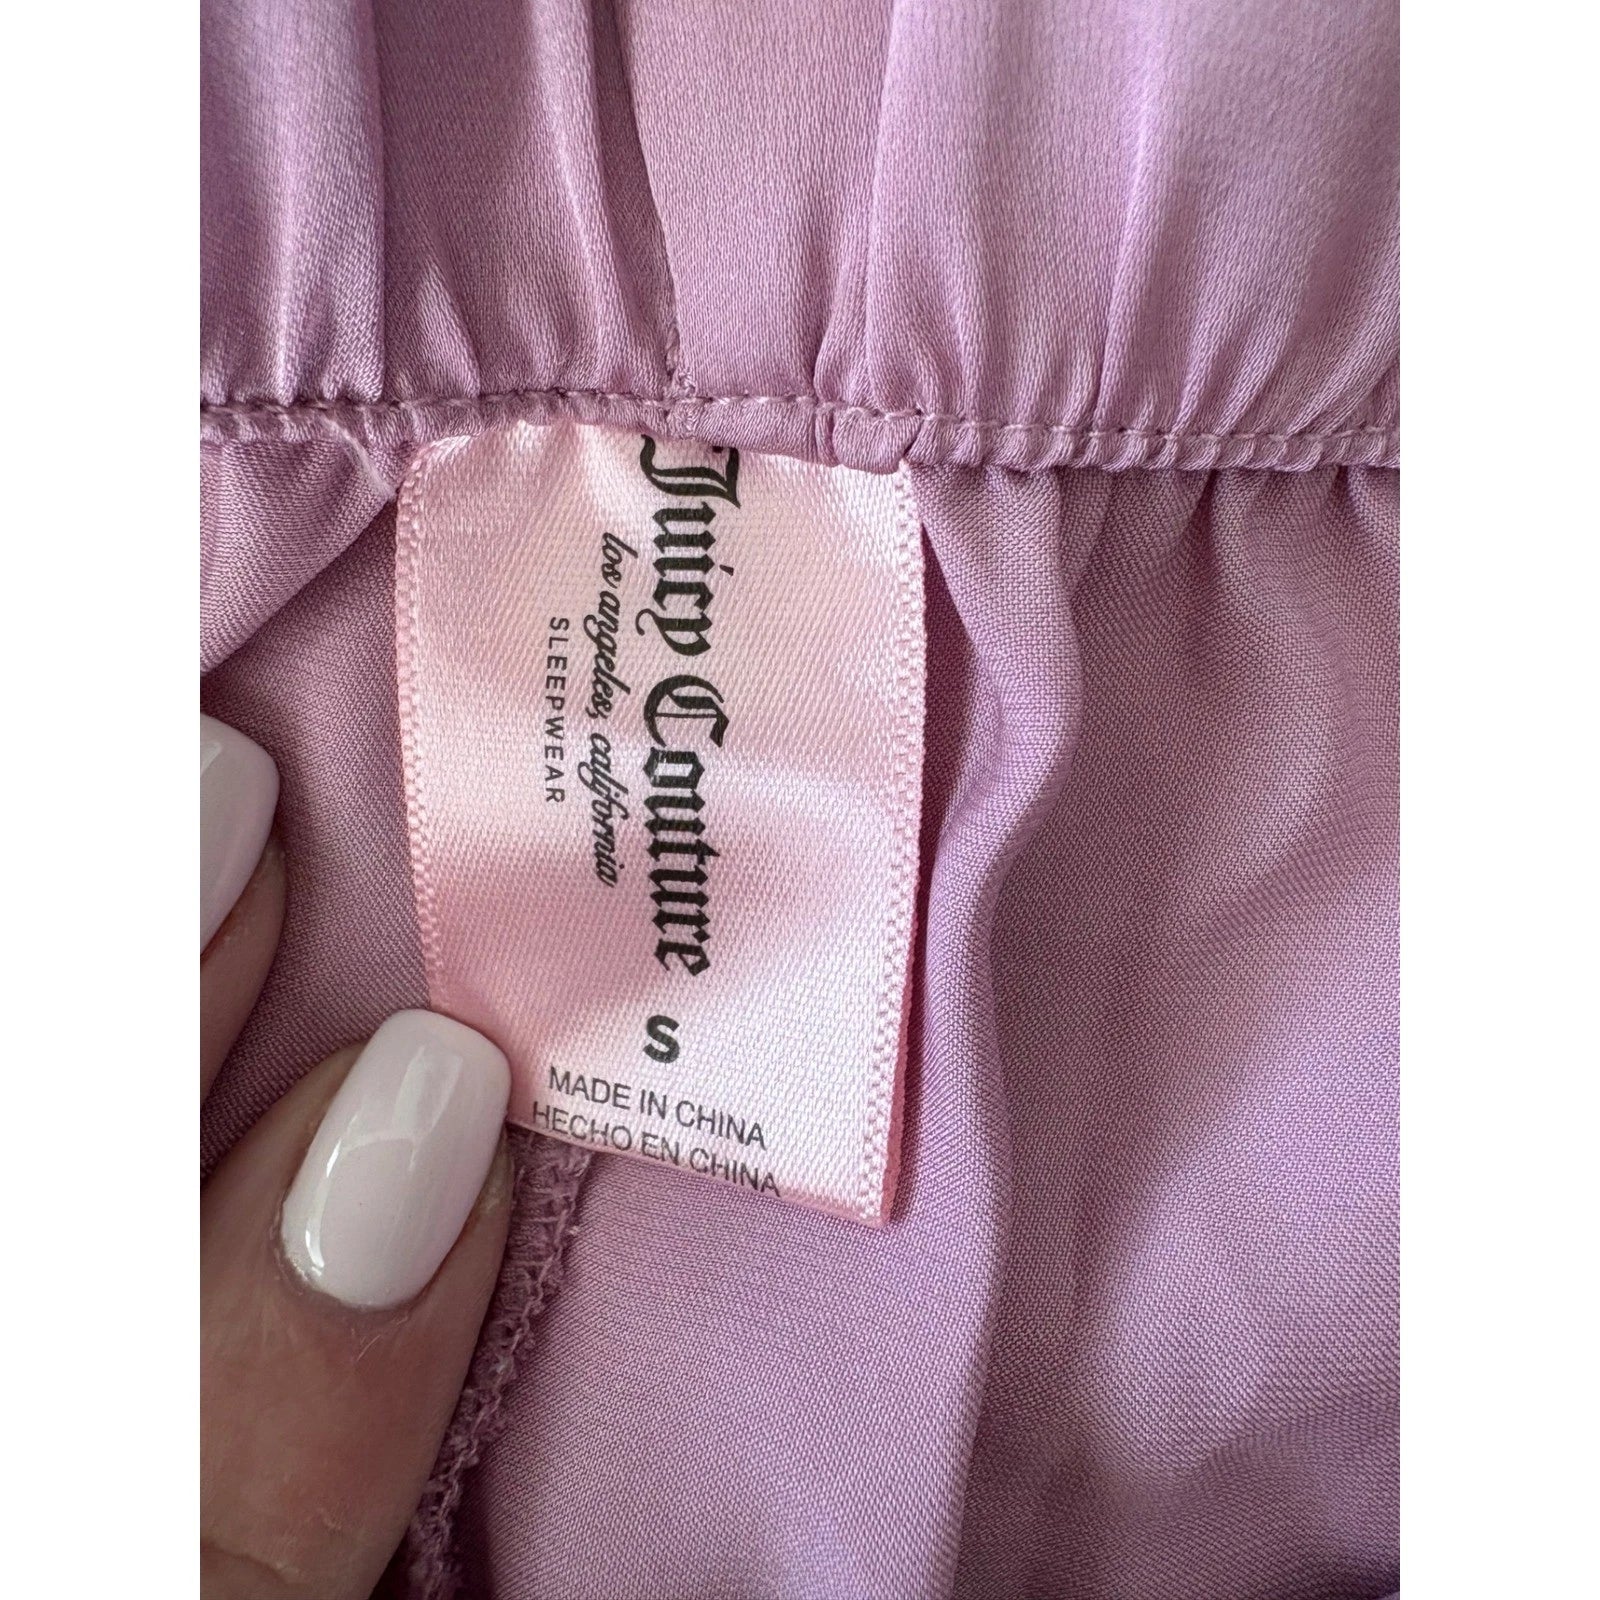 Juicy Couture
los angeles, california
SLEEPWEAR
S
MADE IN CHINA
HECHO EN CHINA